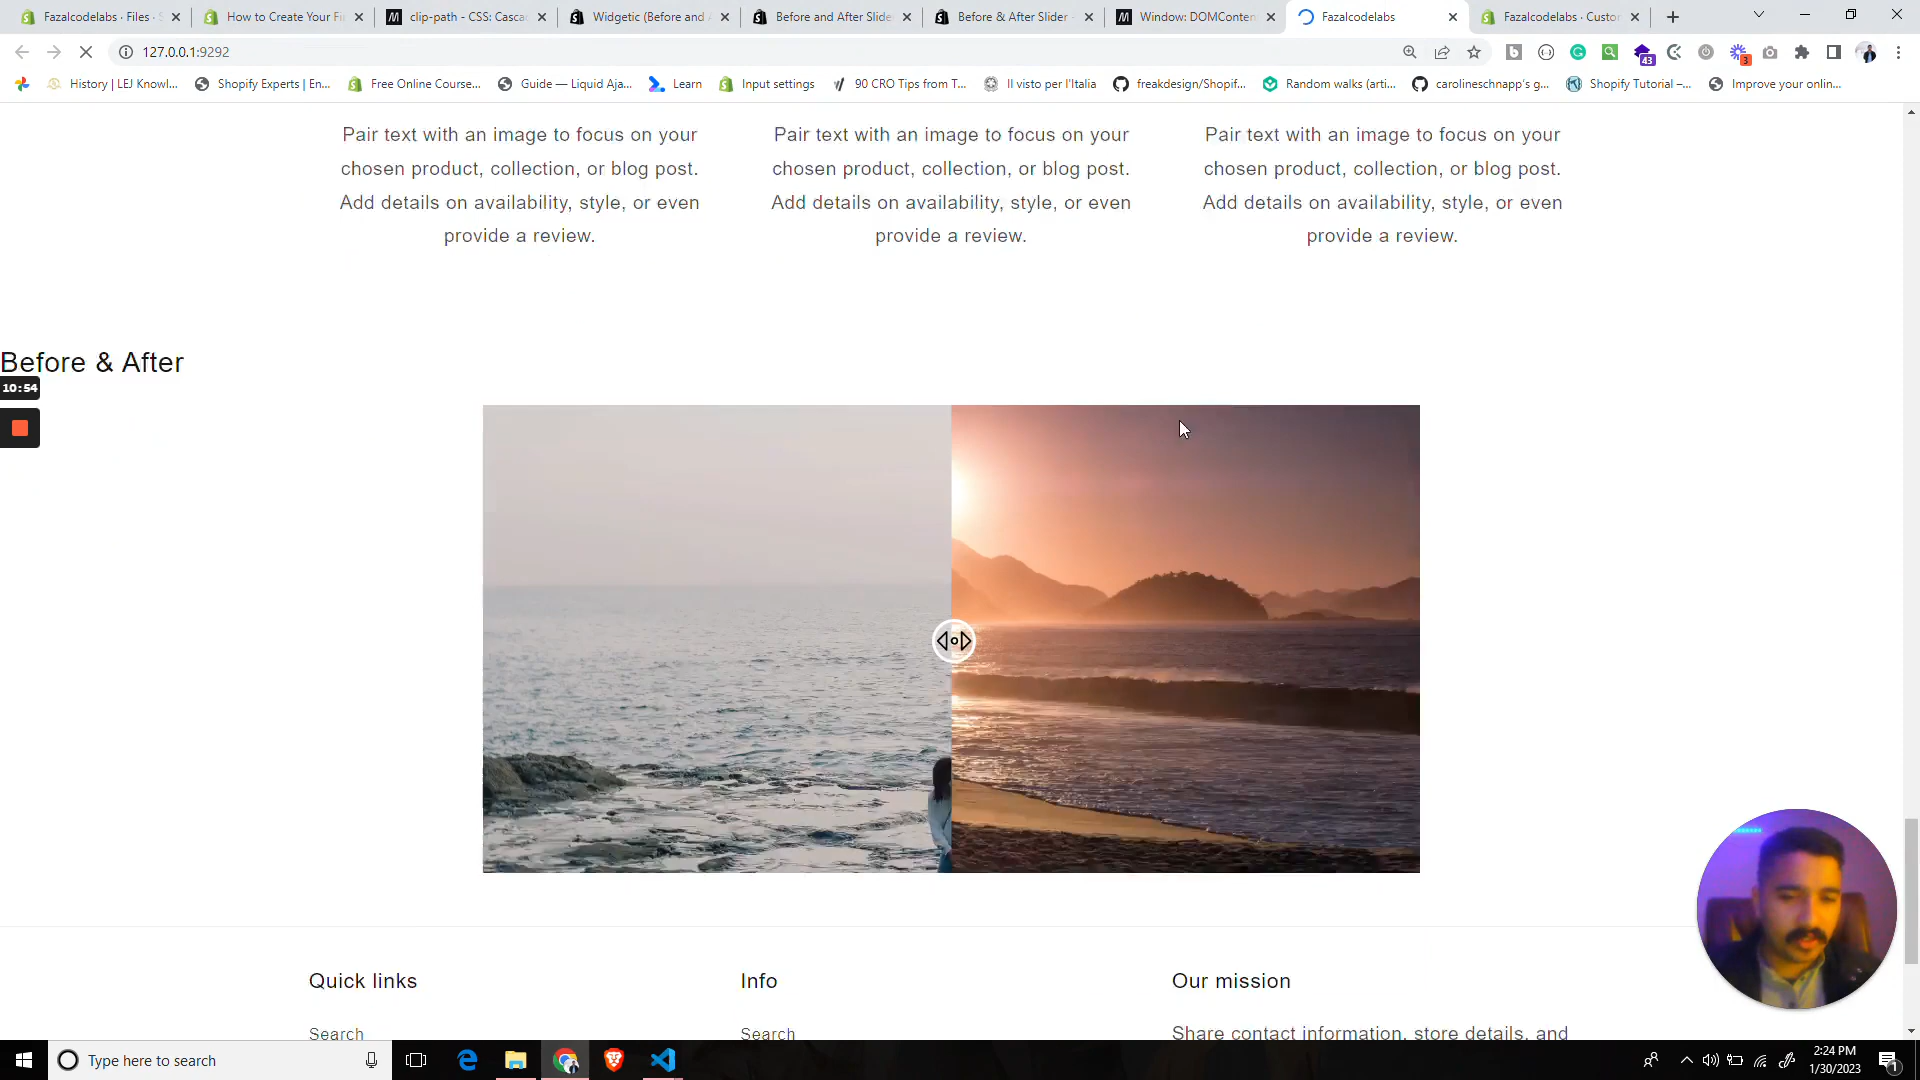 Fazalcodelabs · Files · S
How to Create Your Fi
clip-path - CSS: Casca
Widgetic (Before and A
Before and After Slide
Before & After Slider
Window: DOMConten
Fazalcodelabs
Fazalcodelabs · Custo
127.0.0.1:9292
43
3
History | LEJ Knowl...
Shopify Experts | En...
Free Online Course...
Guide — Liquid Aja...
Learn
Input settings
90 CRO Tips from T...
Il visto per l'Italia
freakdesign/Shopif...
Random walks (arti...
carolineschnapp's g...
Shopify Tutorial –...
Improve your onlin...
Pair text with an image to focus on your
chosen product, collection, or blog post.
Add details on availability, style, or even
provide a review.
Pair text with an image to focus on your
chosen product, collection, or blog post.
Add details on availability, style, or even
provide a review.
Pair text with an image to focus on your
chosen product, collection, or blog post.
Add details on availability, style, or even
provide a review.
Before & After
10:54
Quick links
Info
Our mission
Search
Search
Share contact information, store details, and
Type here to search
2:24 PM
1/30/2023
1